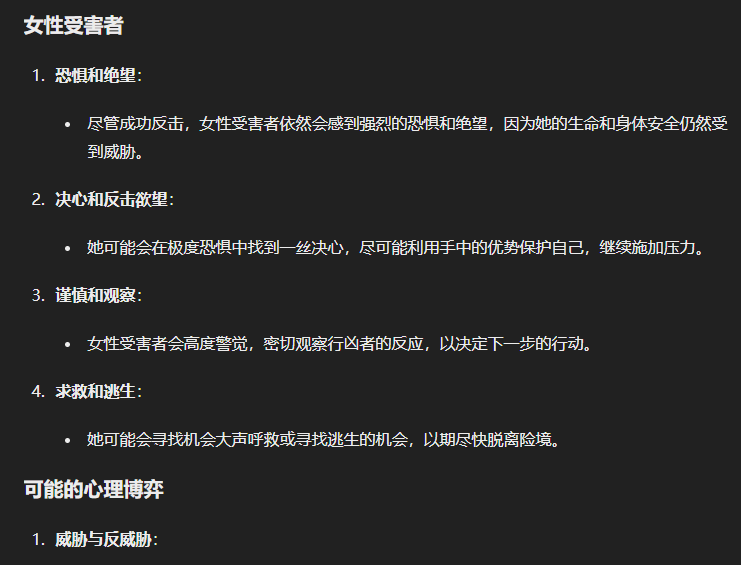 女性受害者
1. 恐惧和绝望：
• 尽管成功反击，女性受害者依然会感到强烈的恐惧和绝望，因为她的生命和身体安全仍然受
到威胁。
2. 决心和反击欲望：
• 她可能会在极度恐惧中找到一丝决心，尽可能利用手中的优势保护自己，继续施加压力。
3. 谨慎和观察：
• 女性受害者会高度警觉，密切观察行凶者的反应，以决定下一步的行动。
4. 求救和逃生：
• 她可能会寻找机会大声呼救或寻找逃生的机会，以期尽快脱离险境。
可能的心理博弈
1. 威胁与反威胁：